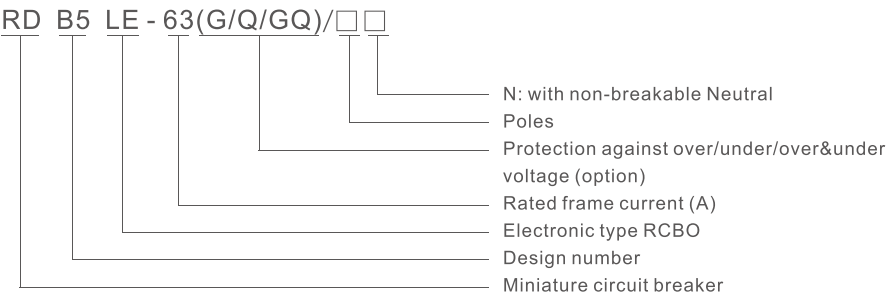 RD B5 LE - 63(G/Q/GQ)/□□
N: with non-breakable Neutral
Poles
Protection against over/under/over&under
voltage (option)
Rated frame current (A)
Electronic type RCBO
Design number
Miniature circuit breaker